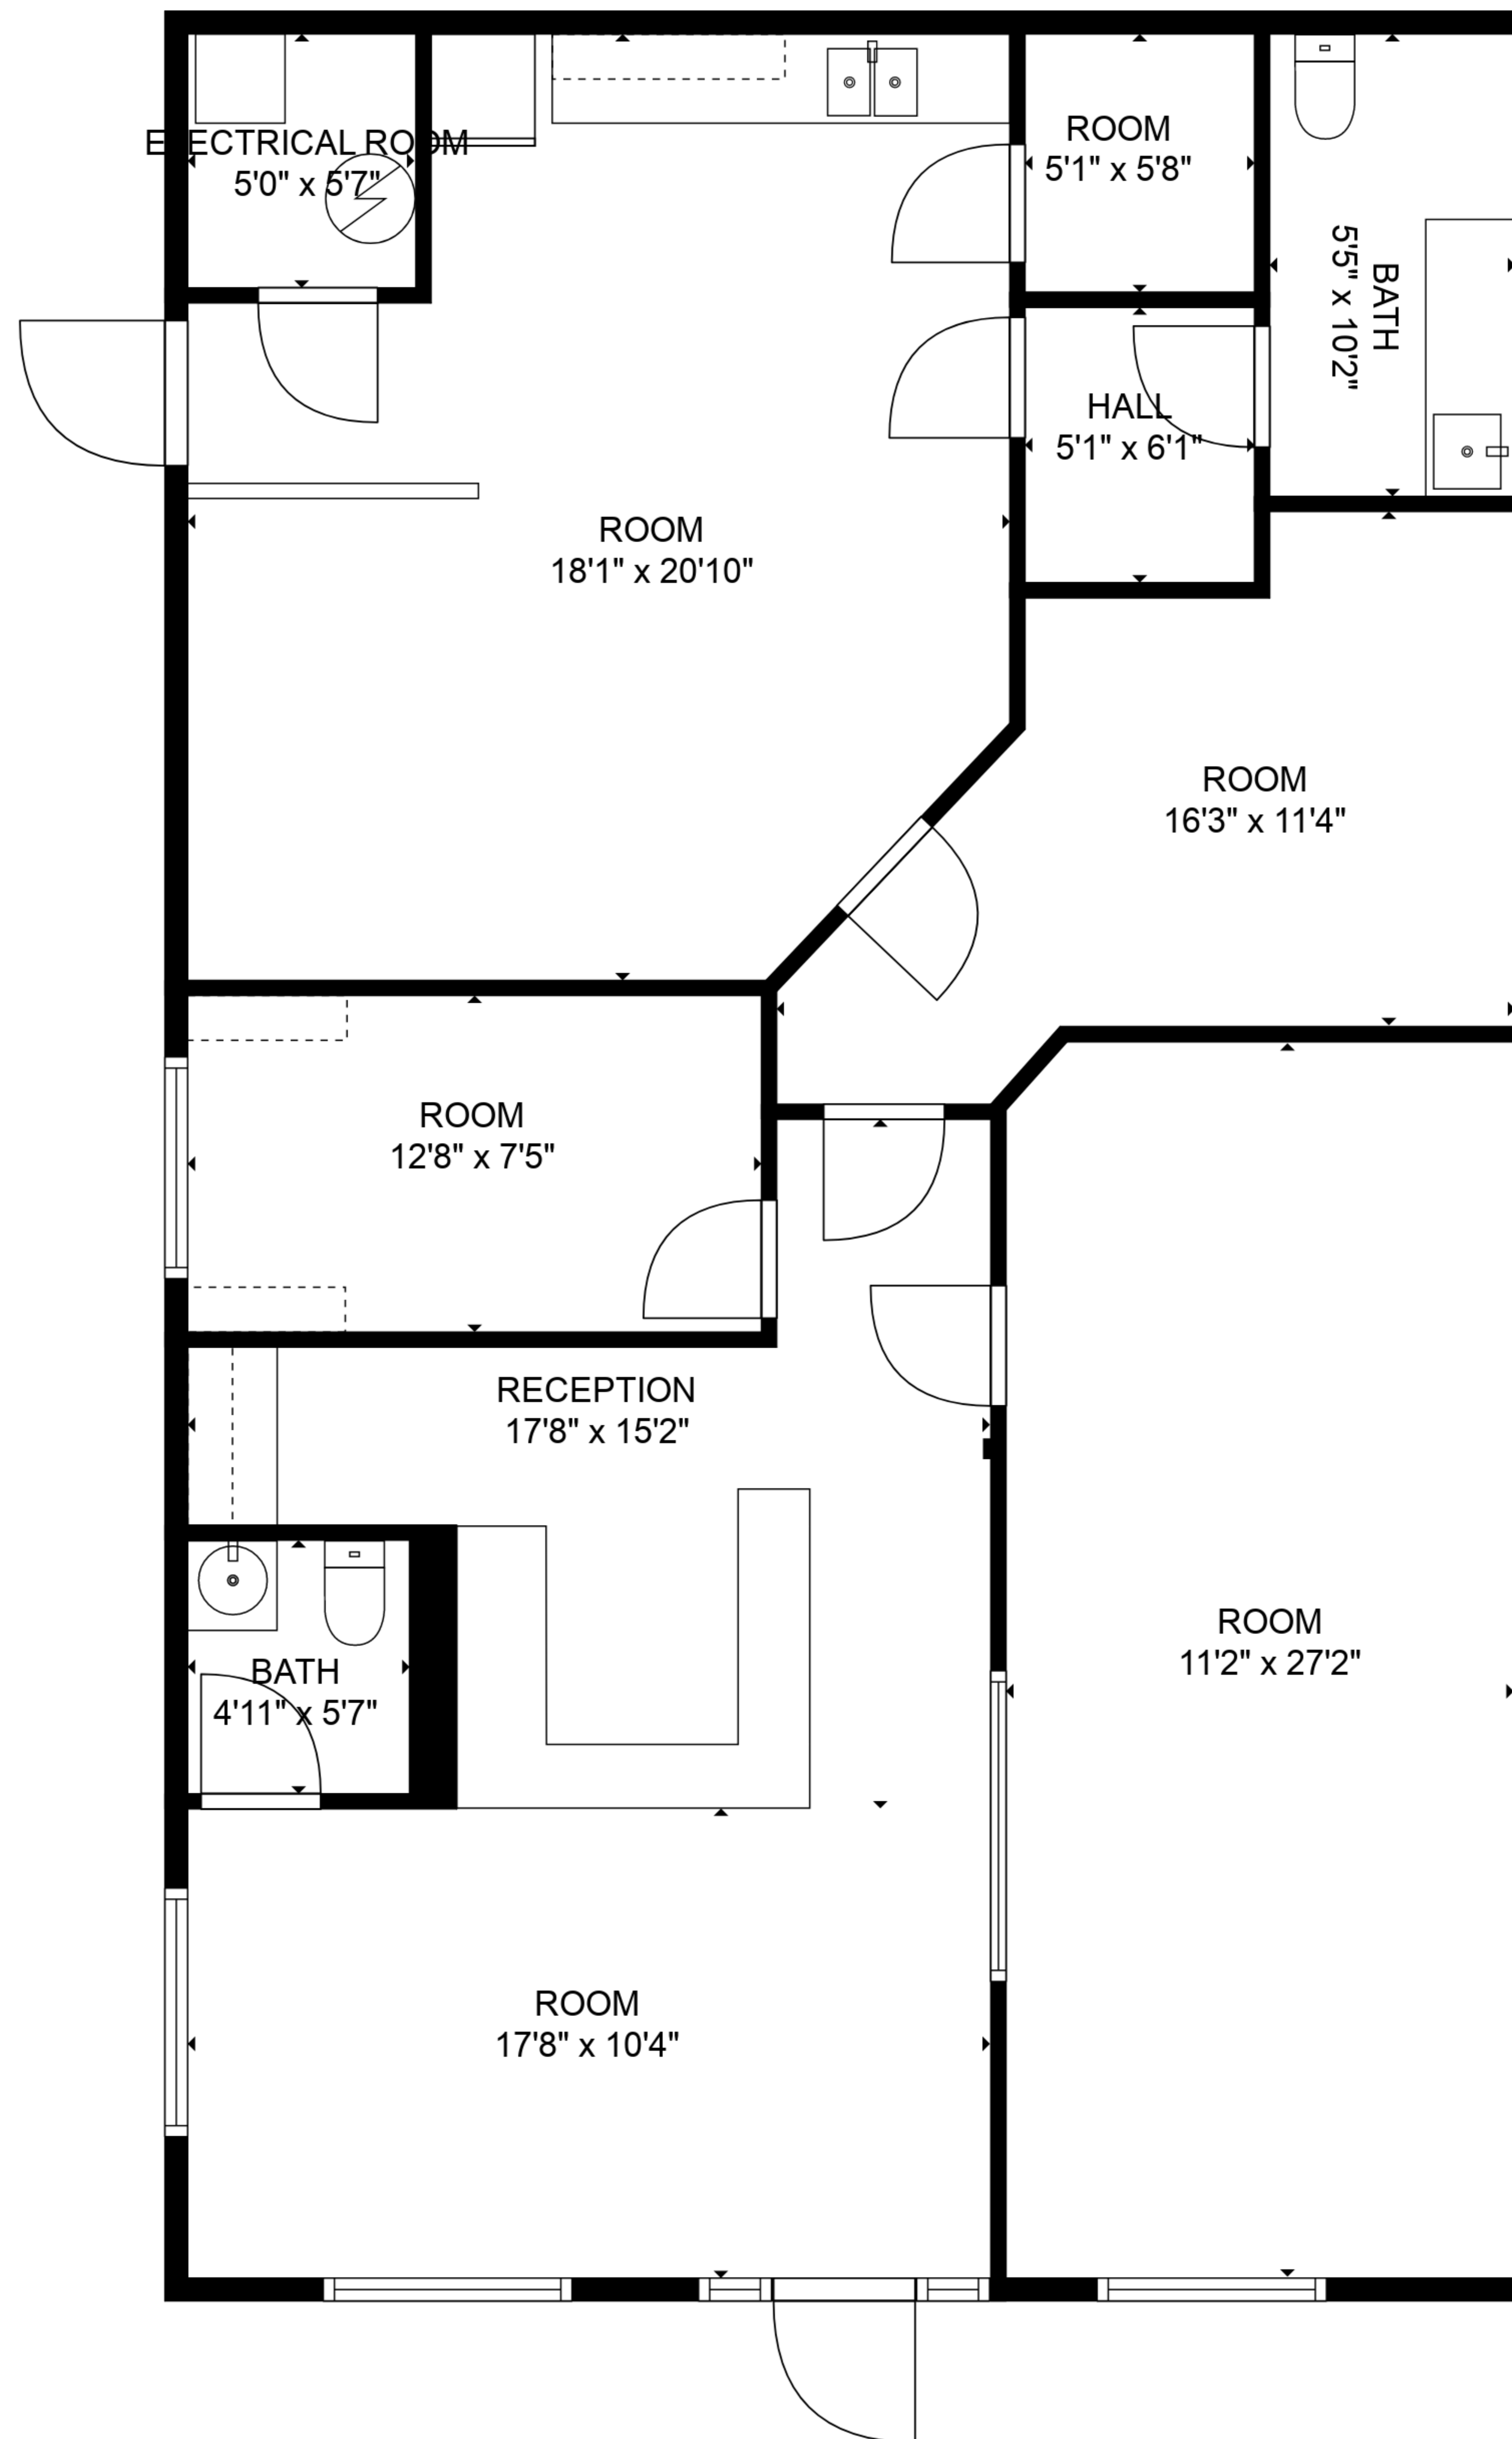 ELECTRICAL ROOM
5'0" x 5'7"
ROOM
5'1" x 5'8"
BATH
5'5" x 10'2"
HALL
5'1" x 6'1"
ROOM
18'1" x 20'10"
ROOM
16'3" x 11'4"
ROOM
12'8" x 7'5"
RECEPTION
17'8" x 15'2"
BATH
4'11" x 5'7"
ROOM
11'2" x 27'2"
ROOM
17'8" x 10'4"